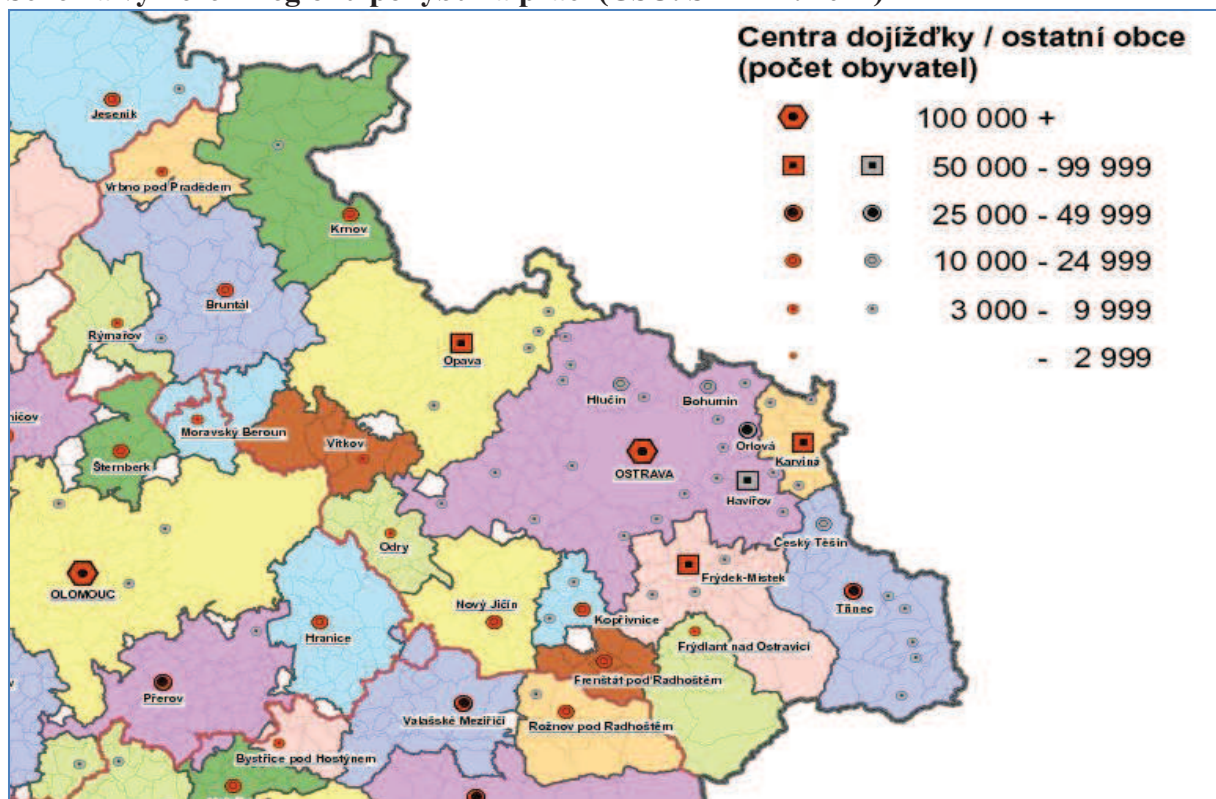 Centra dojížďky / ostatní obce
(počet obyvatel)
100 000 +
50 000 - 99 999
25 000 - 49 999
10 000 - 24 999
3 000 - 9 999
- 2 999
Jeseník
Vrbno pod Pradědem
Krnov
Bruntál
Rýmařov
Opava
Hlučín
Bohumín
Moravský Beroun
Vítkov
Orlová
Karviná
Šternberk
OSTRAVA
Havířov
Český Těšín
Odry
OLOMOUC
Frýdek-Místek
Třinec
Nový Jičín
Kopřivnice
Hranice
Frýdlant nad Ostravicí
Frenštát pod Radhoštěm
Přerov
Valašské Meziříčí
Rožnov pod Radhoštěm
Bystřice pod Hostýnem